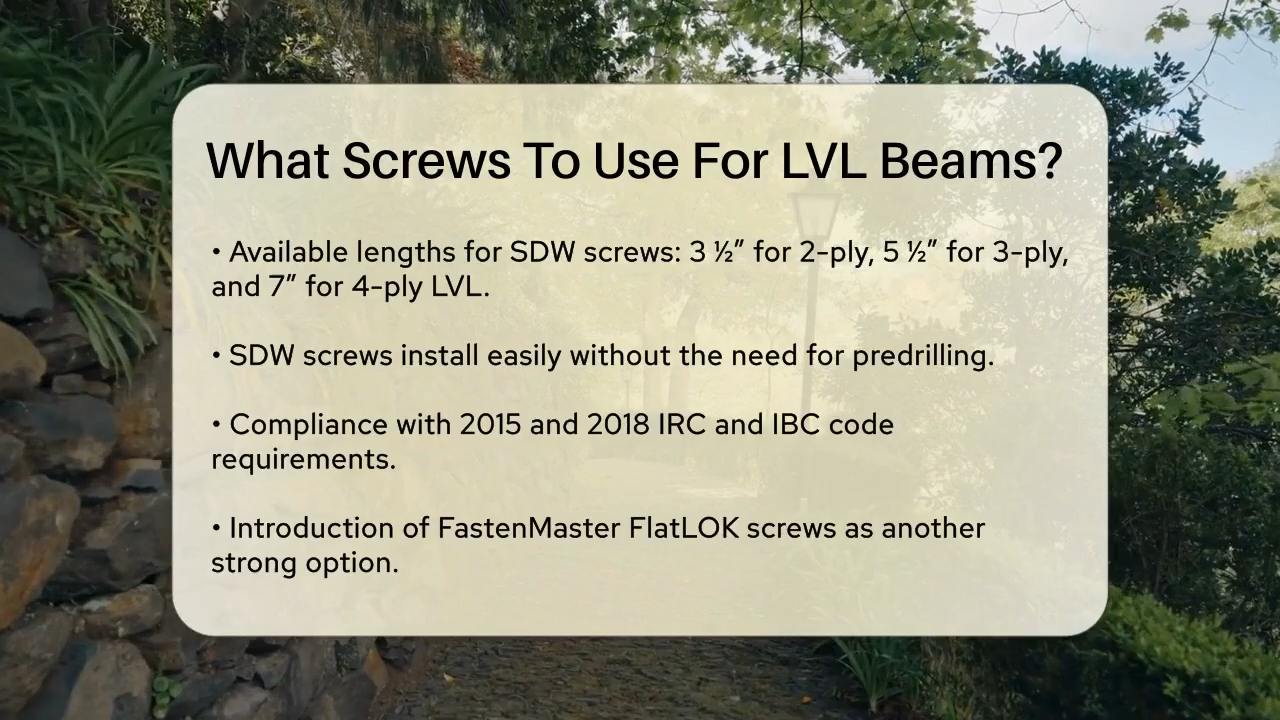 What Screws To Use For LVL Beams?
• Available lengths for SDW screws: 3 ½” for 2-ply, 5 ½” for 3-ply,
and 7” for 4-ply LVL.
• SDW screws install easily without the need for predrilling.
• Compliance with 2015 and 2018 IRC and IBC code
requirements.
• Introduction of FastenMaster FlatLOK screws as another
strong option.